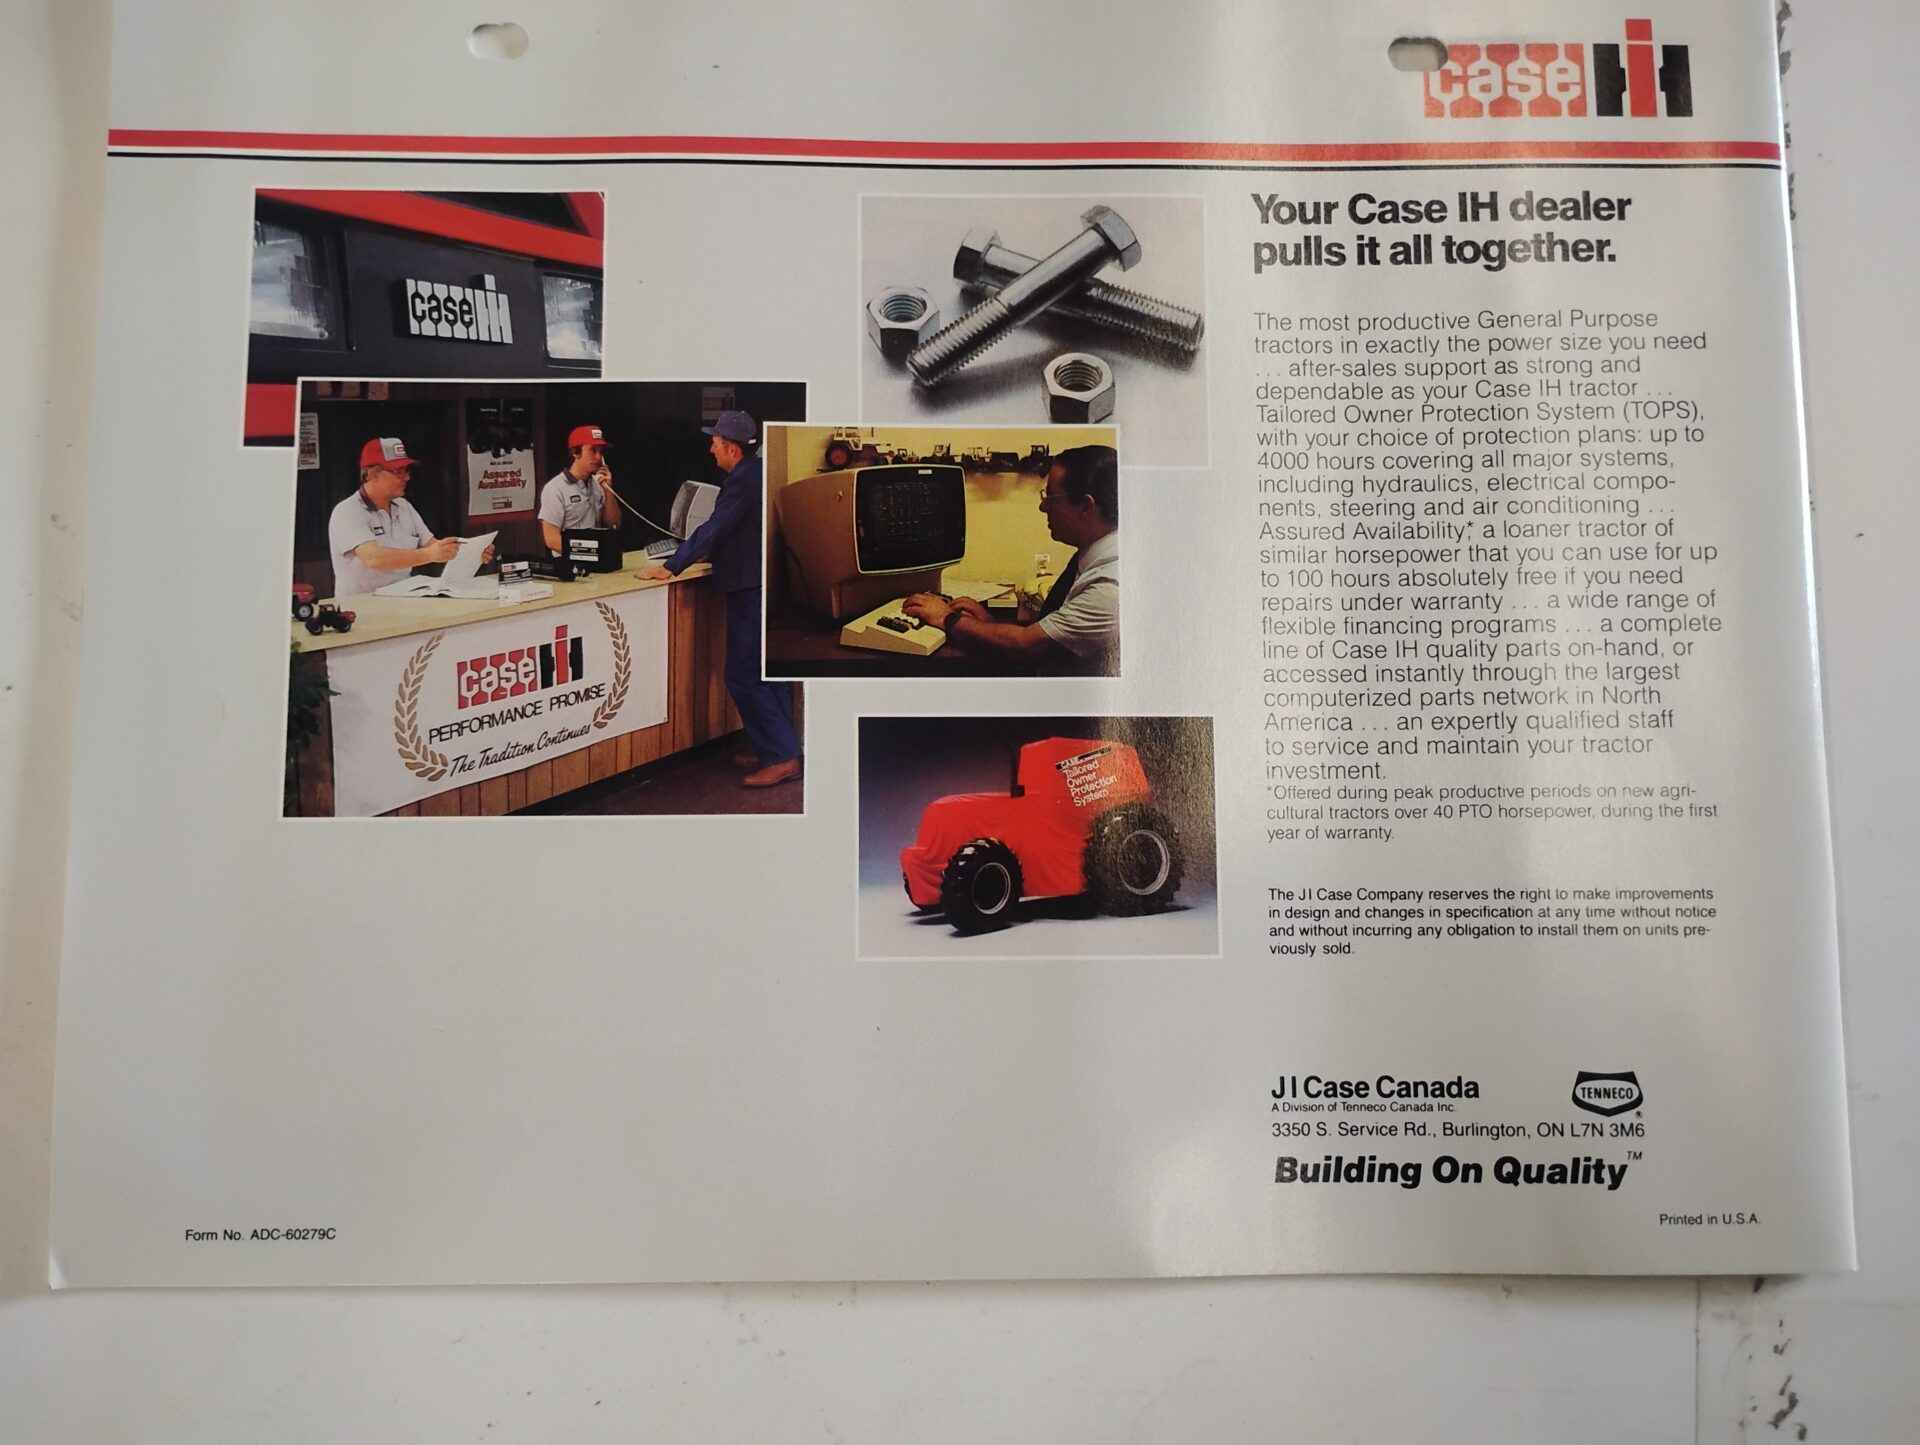 case IH
Your Case IH dealer
pulls it all together.
The most productive General Purpose
tractors in exactly the power size you need
... after-sales support as strong and
dependable as your Case IH tractor ...
Tailored Owner Protection System (TOPS),
with your choice of protection plans: up to
4000 hours covering all major systems,
including hydraulics, electrical compo-
nents, steering and air conditioning ...
Assured Availability,* a loaner tractor of
similar horsepower that you can use for up
to 100 hours absolutely free if you need
repairs under warranty ... a wide range of
flexible financing programs ... a complete
line of Case IH quality parts on-hand, or
accessed instantly through the largest
computerized parts network in North
America ... an expertly qualified staff
to service and maintain your tractor
investment.
*Offered during peak productive periods on new agri-
cultural tractors over 40 PTO horsepower, during the first
year of warranty.
The J I Case Company reserves the right to make improvements
in design and changes in specification at any time without notice
and without incurring any obligation to install them on units pre-
viously sold.
J I Case Canada
A Division of Tenneco Canada Inc.
TENNECO
®
3350 S. Service Rd., Burlington, ON L7N 3M6
Building On Quality™
Printed in U.S.A.
Form No. ADC-60279C
case IH
Assured
Availability
case IH
PERFORMANCE PROMISE
The Tradition Continues
Tailored
Owner
Protection
System